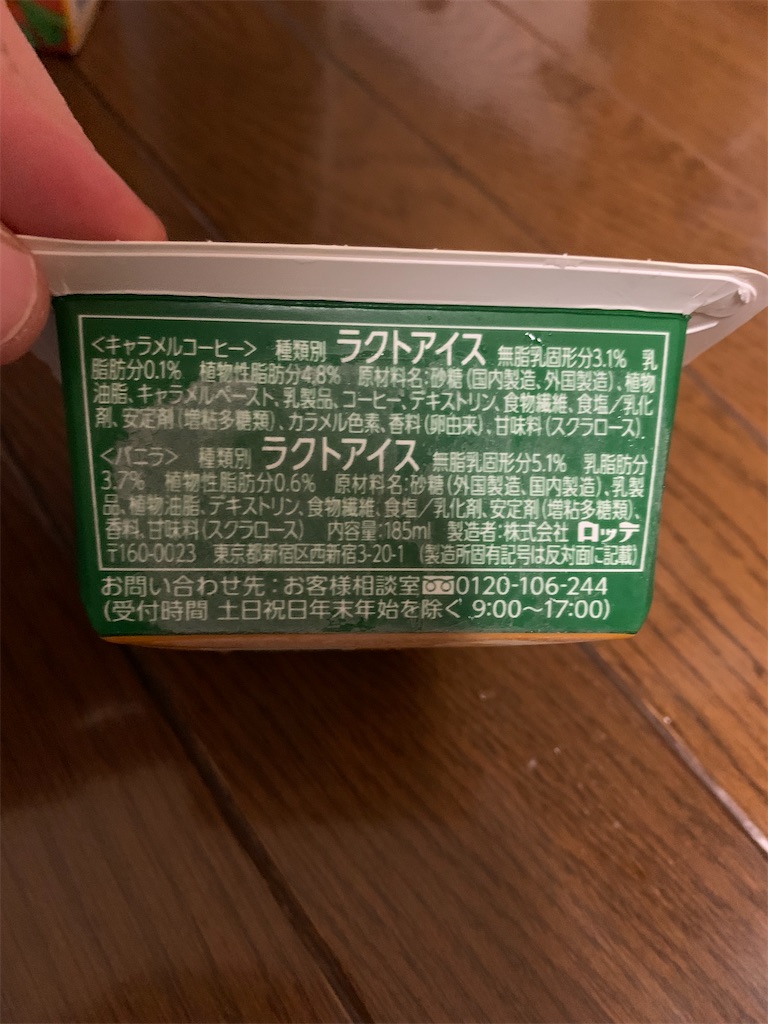 <キャラメルコーヒー> 種類別 ラクトアイス 無脂乳固形分3.1% 乳
脂肪分0.1% 植物性脂肪分4.8% 原材料名:砂糖(国内製造、外国製造)、植物
油脂、キャラメルペースト、乳製品、コーヒー、デキストリン、食物繊維、食塩/乳化
剤、安定剤(増粘多糖類)、カラメル色素、香料(卵由来)、甘味料(スクラロース)
<バニラ> 種類別 ラクトアイス 無脂乳固形分5.1% 乳脂肪分
3.7% 植物性脂肪分0.6% 原材料名:砂糖(外国製造、国内製造)、乳製
品、植物油脂、デキストリン、食物繊維、食塩/乳化剤、安定剤(増粘多糖類)、
香料、甘味料(スクラロース) 内容量:185ml 製造者:株式会社 ロッテ
〒160-0023 東京都新宿区西新宿3-20-1 (製造所固有記号は反対面に記載)
お問い合わせ先:お客様相談室 0120-106-244
(受付時間 土日祝日年末年始を除く 9:00〜17:00)